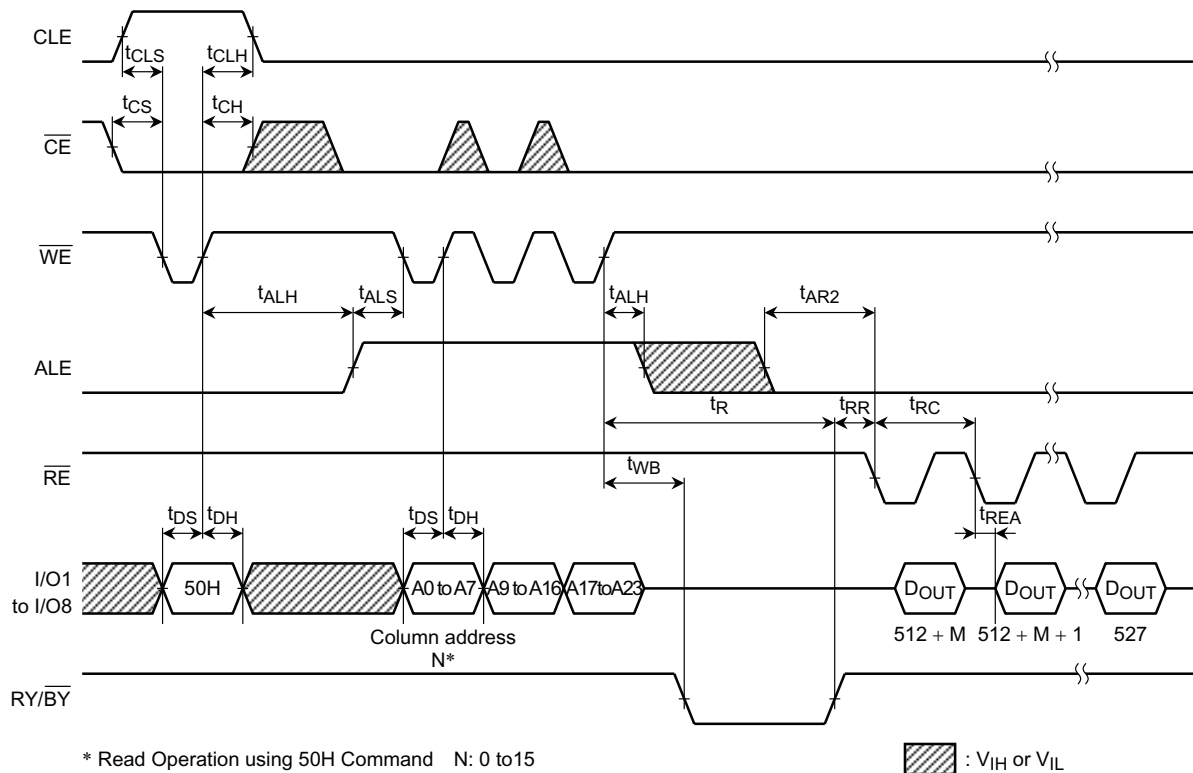 CLE
tCLS tCLH
tCS tCH
CE
WE
tALH tALS tALH tAR2
ALE
tR tRR tRC
RE
tWB
tDS tDH tDS tDH tREA
I/O1
to I/O8
50H A0 to A7 A9 to A16 A17 to A23 DOUT DOUT DOUT
512 + M 512 + M + 1 527
Column address
N*
RY/BY
* Read Operation using 50H Command N: 0 to15
: VIH or VIL